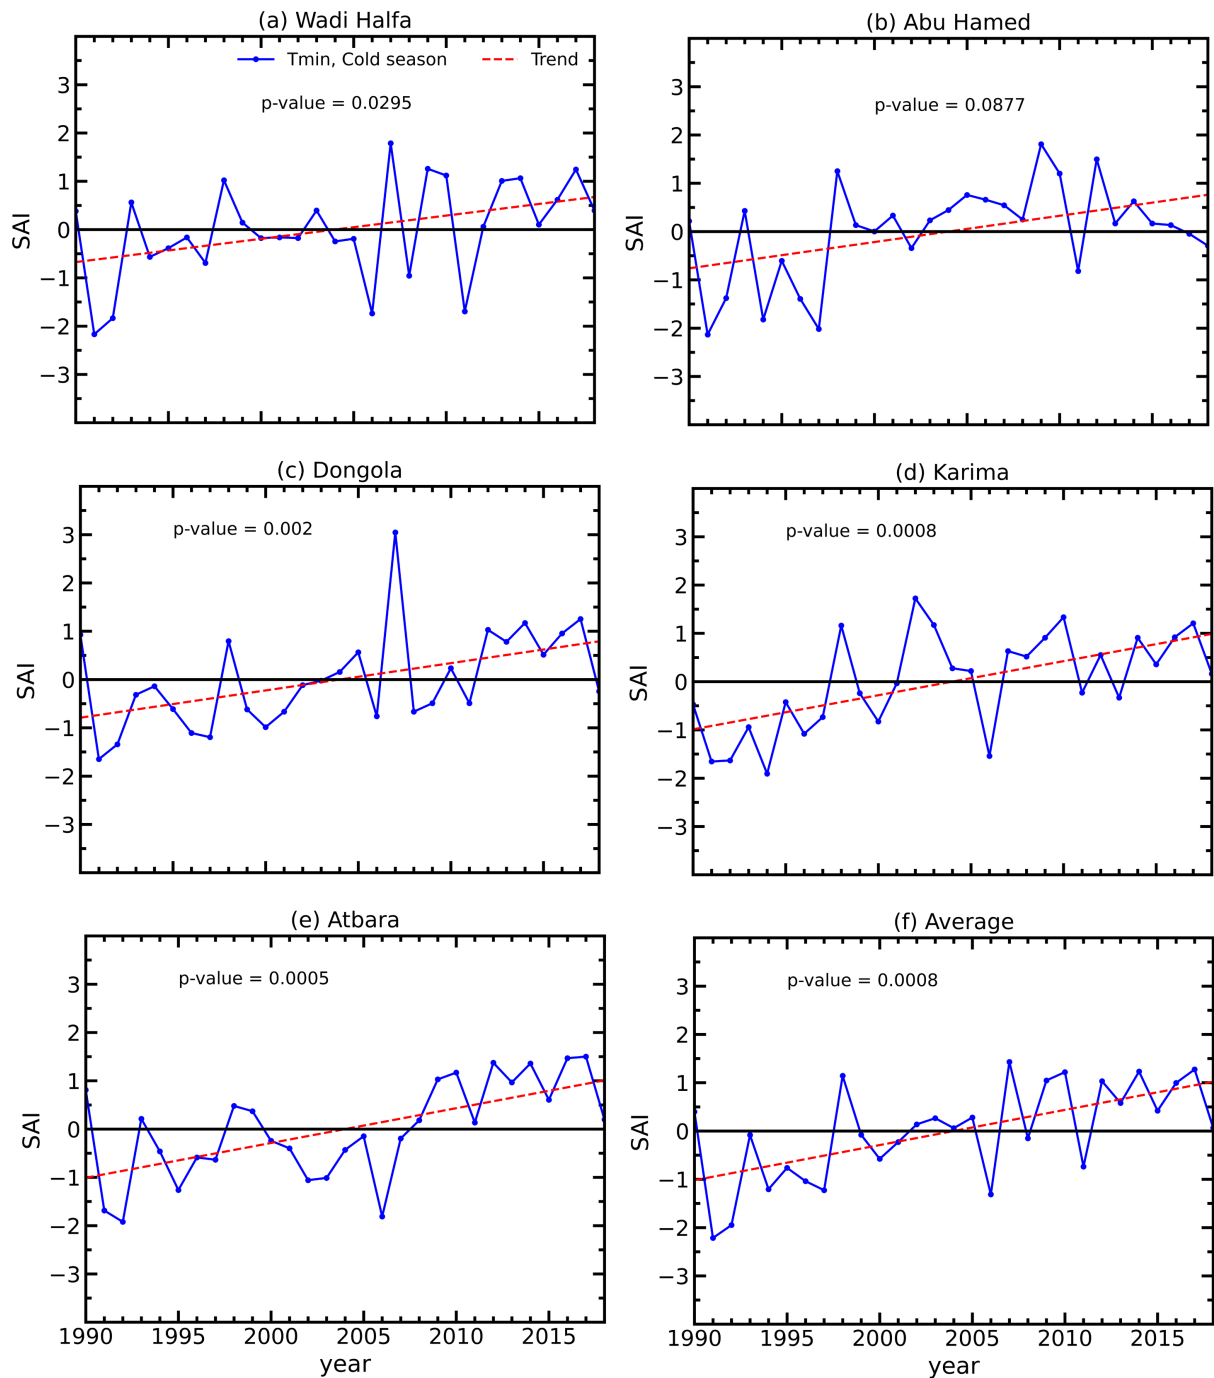 (a) Wadi Halfa
Tmin, Cold season
Trend
p-value = 0.0295
3
2
1
0
−1
−2
−3
SAI
(b) Abu Hamed
p-value = 0.0877
3
2
1
0
−1
−2
−3
SAI
(c) Dongola
p-value = 0.002
3
2
1
0
−1
−2
−3
SAI
(d) Karima
p-value = 0.0008
3
2
1
0
−1
−2
−3
SAI
(e) Atbara
p-value = 0.0005
3
2
1
0
−1
−2
−3
SAI
1990 1995 2000 2005 2010 2015
year
(f) Average
p-value = 0.0008
3
2
1
0
−1
−2
−3
SAI
1990 1995 2000 2005 2010 2015
year